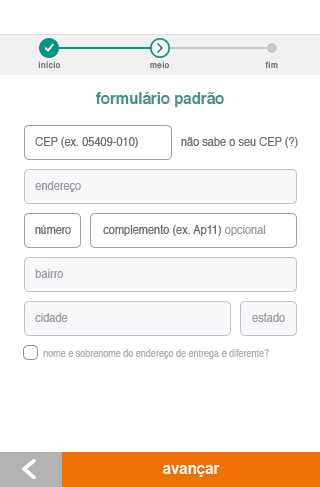 início meio fim
formulário padrão
CEP (ex. 05409-010) não sabe o seu CEP (?)
endereço
número complemento (ex. Ap11) opcional
bairro
cidade estado
nome e sobrenome do endereço de entrega é diferente?
avançar